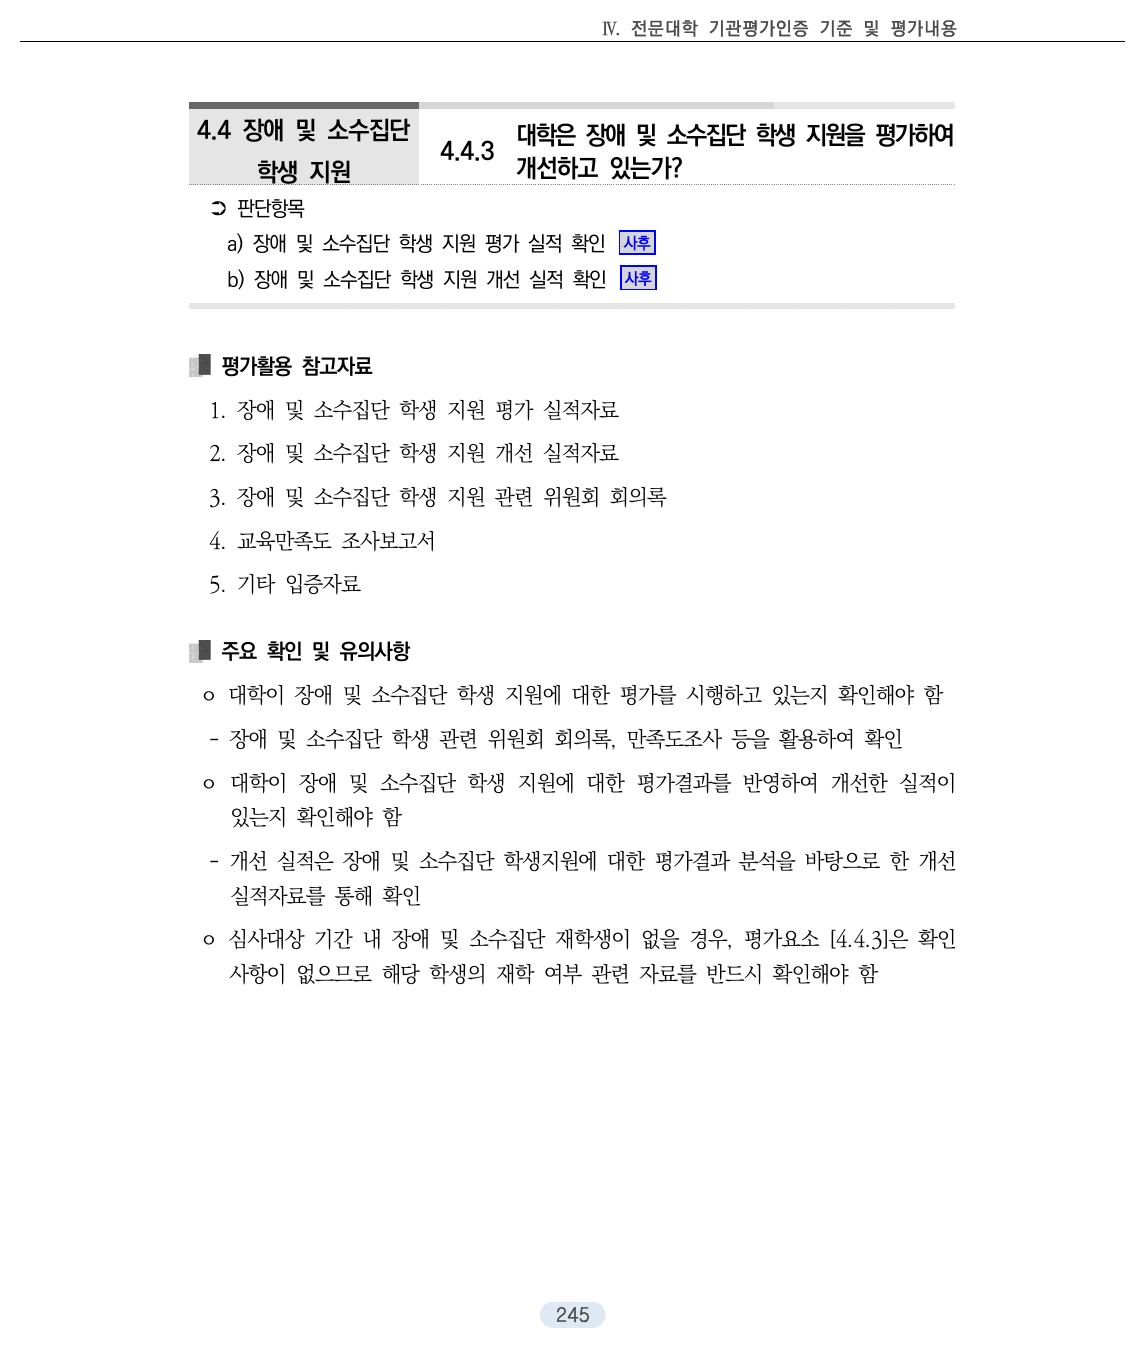 Ⅳ. 전문대학 기관평가인증 기준 및 평가내용
4.4 장애 및 소수집단
학생 지원
4.4.3
대학은 장애 및 소수집단 학생 지원을 평가하여
개선하고 있는가?
➲ 판단항목
a) 장애 및 소수집단 학생 지원 평가 실적 확인 사후
b) 장애 및 소수집단 학생 지원 개선 실적 확인 사후
평가활용 참고자료
1. 장애 및 소수집단 학생 지원 평가 실적자료
2. 장애 및 소수집단 학생 지원 개선 실적자료
3. 장애 및 소수집단 학생 지원 관련 위원회 회의록
4. 교육만족도 조사보고서
5. 기타 입증자료
주요 확인 및 유의사항
ㅇ 대학이 장애 및 소수집단 학생 지원에 대한 평가를 시행하고 있는지 확인해야 함
- 장애 및 소수집단 학생 관련 위원회 회의록, 만족도조사 등을 활용하여 확인
ㅇ 대학이 장애 및 소수집단 학생 지원에 대한 평가결과를 반영하여 개선한 실적이
있는지 확인해야 함
- 개선 실적은 장애 및 소수집단 학생지원에 대한 평가결과 분석을 바탕으로 한 개선
실적자료를 통해 확인
ㅇ 심사대상 기간 내 장애 및 소수집단 재학생이 없을 경우, 평가요소 [4.4.3]은 확인
사항이 없으므로 해당 학생의 재학 여부 관련 자료를 반드시 확인해야 함
245